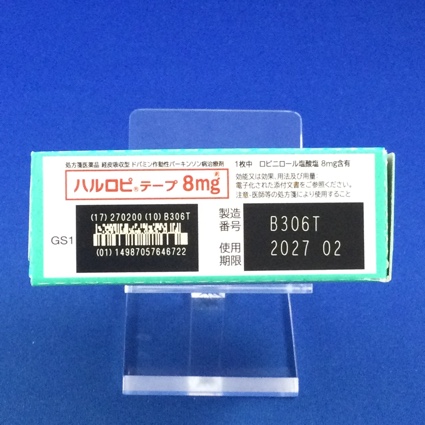 処方箋医薬品 経皮吸収型 ドパミン作動性パーキンソン病治療剤
ハルロピ®テープ 8mg
1枚中 ロピニロール塩酸塩 8mg含有
効能又は効果、用法及び用量
電子化された添付文書をご参照ください。
注意-医師等の処方箋により使用すること
(17) 270200 (10) B306T
GS1
(01) 14987057646722
製造番号 B306T
使用期限 2027 02